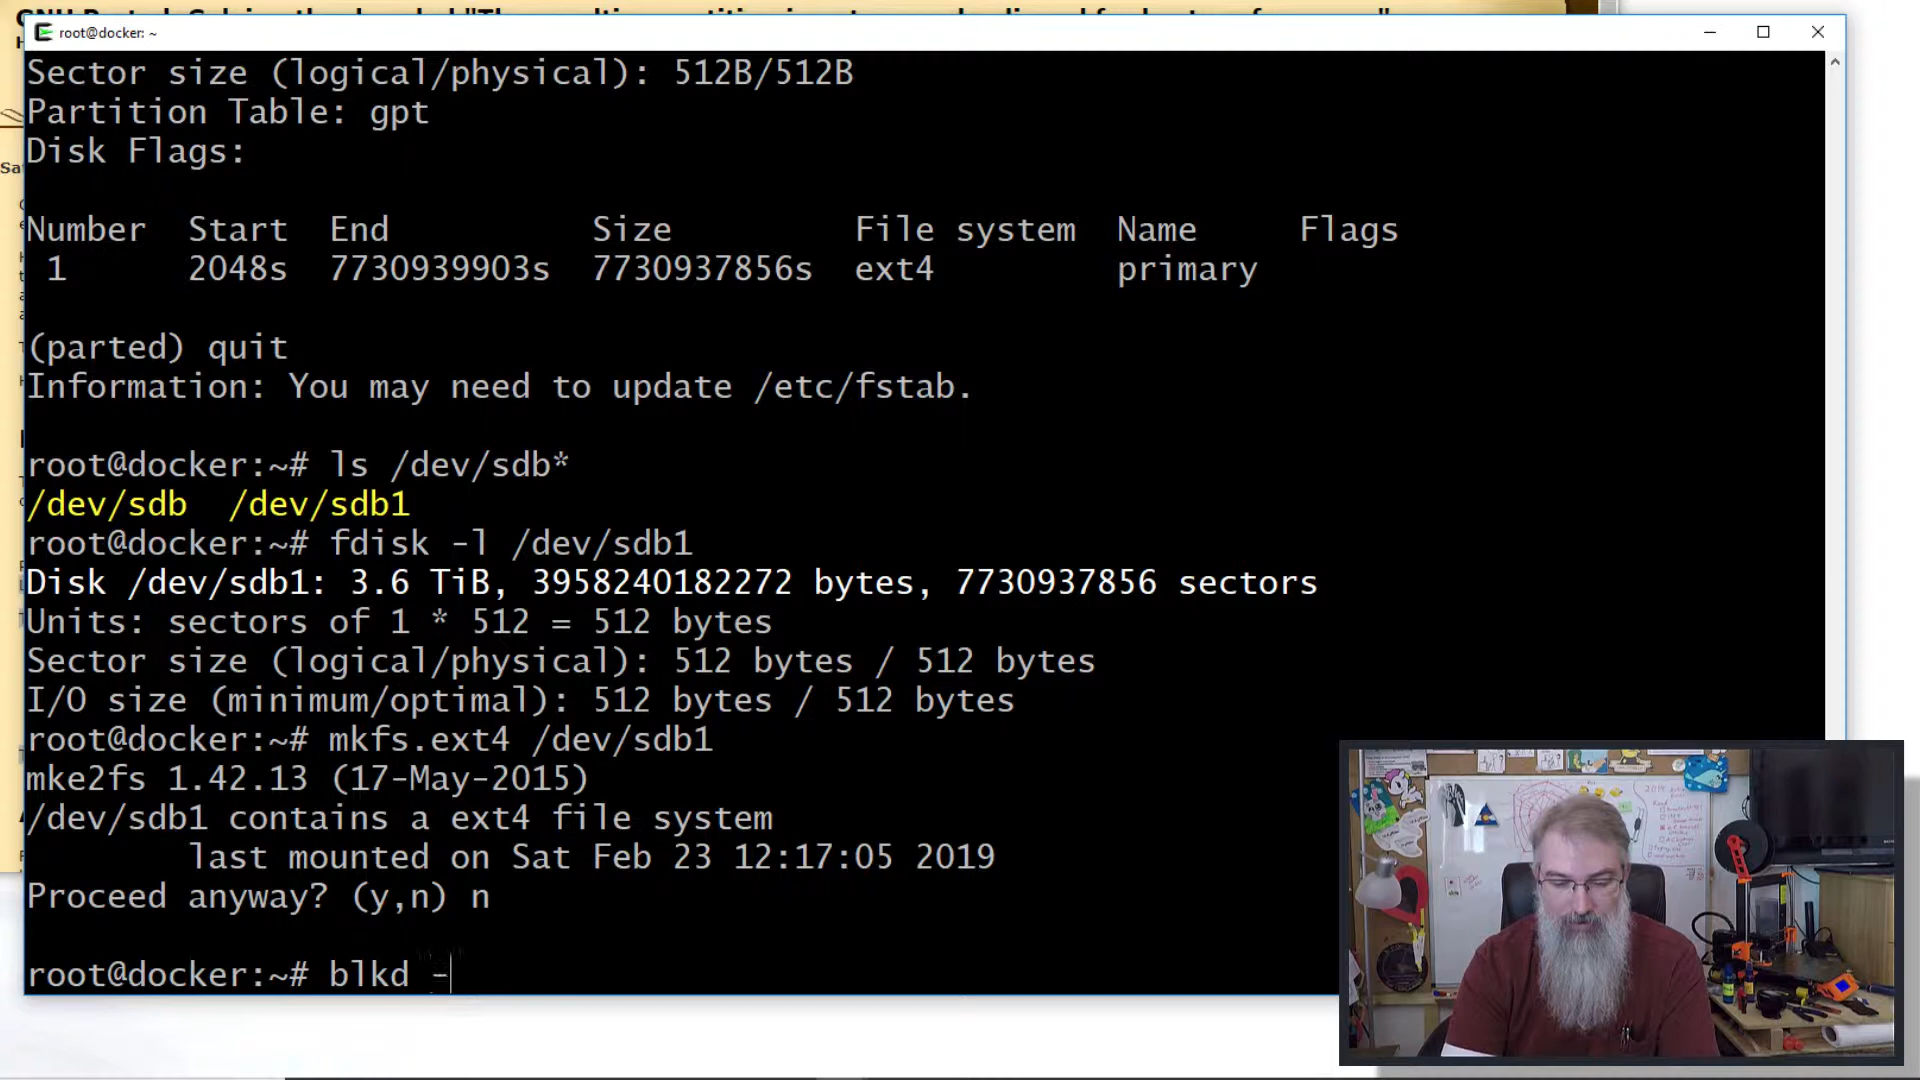 root@docker: ~
Sector size (logical/physical): 512B/512B
Partition Table: gpt
Disk Flags:
Number Start End Size File system Name Flags
1 2048s 7730939903s 7730937856s ext4 primary
(parted) quit
Information: You may need to update /etc/fstab.
root@docker:~# ls /dev/sdb*
/dev/sdb /dev/sdb1
root@docker:~# fdisk -l /dev/sdb1
Disk /dev/sdb1: 3.6 TiB, 3958240182272 bytes, 7730937856 sectors
Units: sectors of 1 * 512 = 512 bytes
Sector size (logical/physical): 512 bytes / 512 bytes
I/O size (minimum/optimal): 512 bytes / 512 bytes
root@docker:~# mkfs.ext4 /dev/sdb1
mke2fs 1.42.13 (17-May-2015)
/dev/sdb1 contains a ext4 file system
last mounted on Sat Feb 23 12:17:05 2019
Proceed anyway? (y,n) n
root@docker:~# blkd -